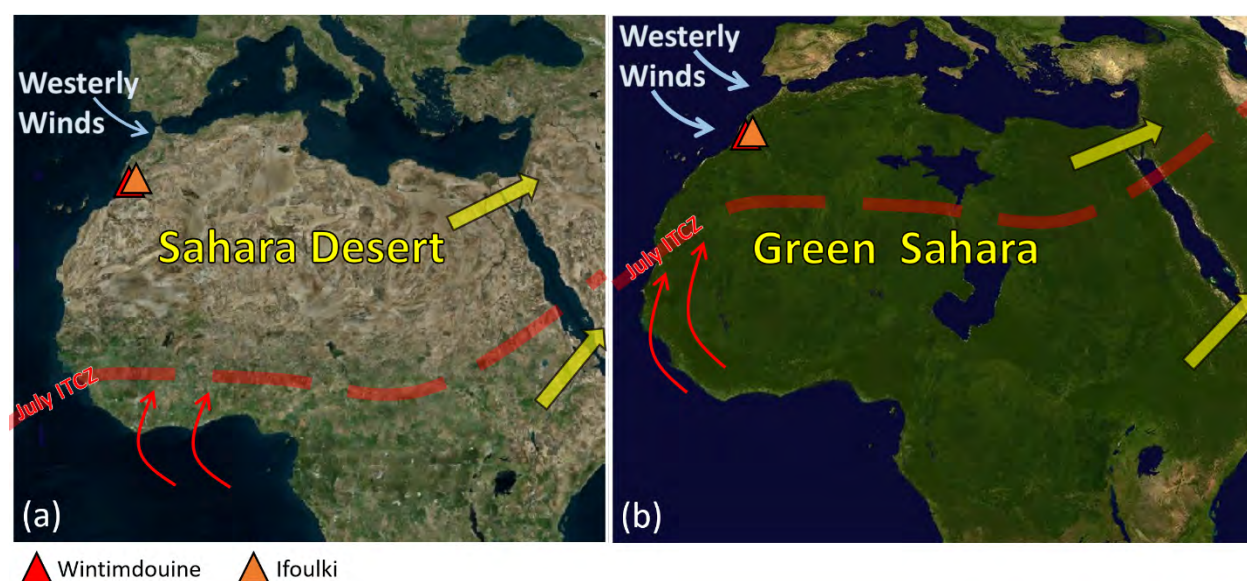 Westerly
Winds
Sahara Desert
July ITCZ
(a)
Westerly
Winds
Green Sahara
July ITCZ
(b)
Wintimdouine
Ifoulki